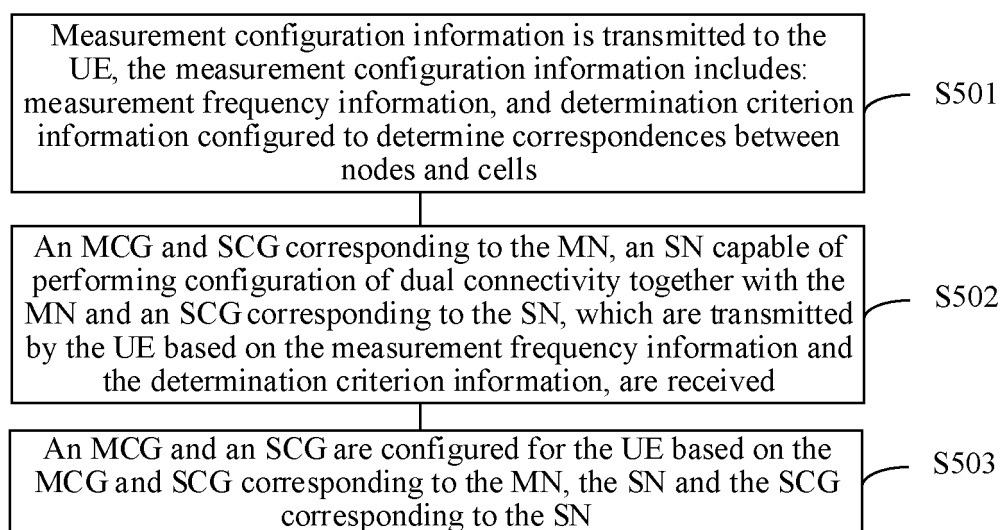 Measurement configuration information is transmitted to the
UE, the measurement configuration information includes:
measurement frequency information, and determination criterion
information configured to determine correspondences between
nodes and cells
S501
An MCG and SCG corresponding to the MN, an SN capable of
performing configuration of dual connectivity together with the
MN and an SCG corresponding to the SN, which are transmitted
by the UE based on the measurement frequency information and
the determination criterion information, are received
S502
An MCG and an SCG are configured for the UE based on the
MCG and SCG corresponding to the MN, the SN and the SCG
corresponding to the SN
S503